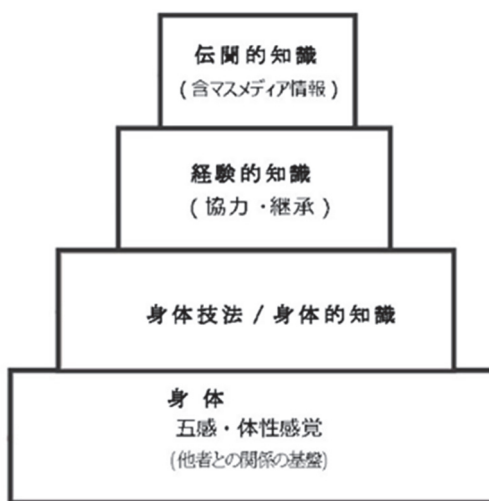 伝聞的知識
(含マスメディア情報)
経験的知識
(協力・継承)
身体技法 / 身体的知識
身体
五感・体性感覚
(他者との関係の基盤)